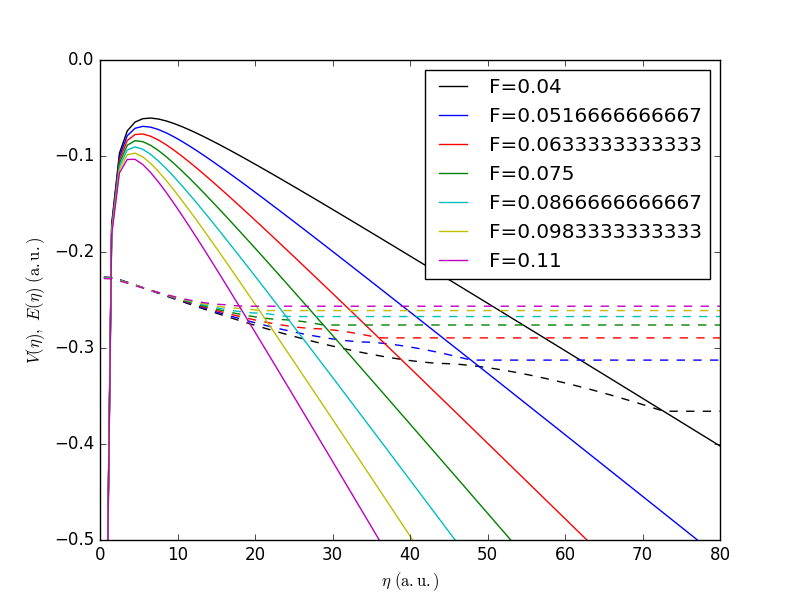 0.0
−0.1
−0.2
−0.3
−0.4
−0.5
V(η), E(η) (a.u.)
F=0.04
F=0.0516666666667
F=0.0633333333333
F=0.075
F=0.0866666666667
F=0.0983333333333
F=0.11
0 10 20 30 40 50 60 70 80
η (a.u.)